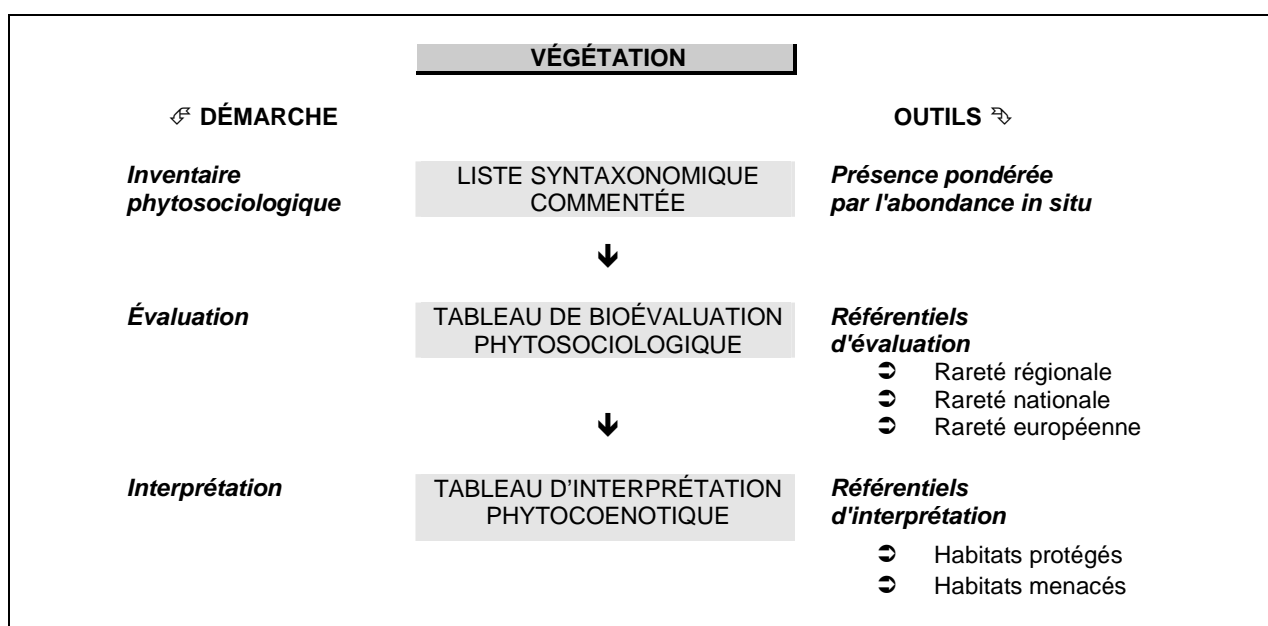 VÉGÉTATION
DÉMARCHE
OUTILS
Inventaire
phytosociologique
LISTE SYNTAXONOMIQUE
COMMENTÉE
Présence pondérée
par l'abondance in situ
Évaluation
TABLEAU DE BIOÉVALUATION
PHYTOSOCIOLOGIQUE
Référentiels
d'évaluation
Rareté régionale
Rareté nationale
Rareté européenne
Interprétation
TABLEAU D'INTERPRÉTATION
PHYTOCOENOTIQUE
Référentiels
d'interprétation
Habitats protégés
Habitats menacés